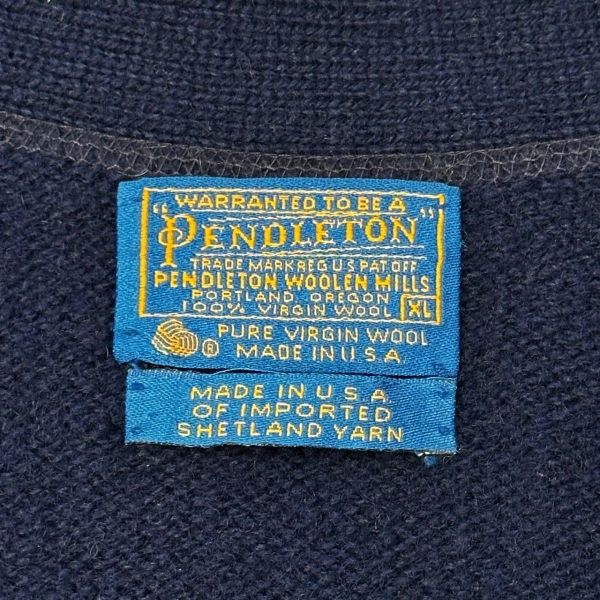 WARRANTED TO BE A
"PENDLETON"
TRADE MARK REG U S PAT OFF
PENDLETON WOOLEN MILLS
PORTLAND, OREGON
100% VIRGIN WOOL XL
® PURE VIRGIN WOOL
MADE IN U.S.A.
MADE IN U S A
OF IMPORTED
SHETLAND YARN